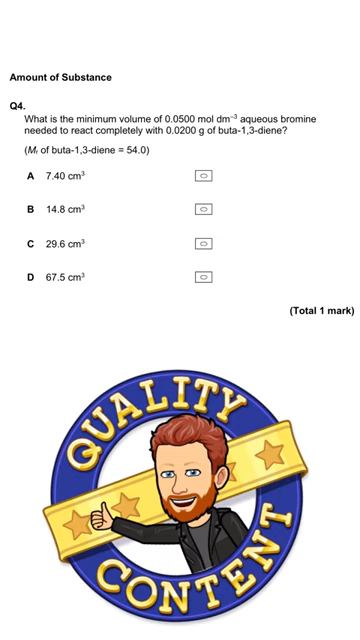 Amount of Substance
Q4.
What is the minimum volume of 0.0500 mol dm⁻³ aqueous bromine
needed to react completely with 0.0200 g of buta-1,3-diene?
(Mᵣ of buta-1,3-diene = 54.0)
A 7.40 cm³
B 14.8 cm³
C 29.6 cm³
D 67.5 cm³
(Total 1 mark)
QUALITY
CONTENT